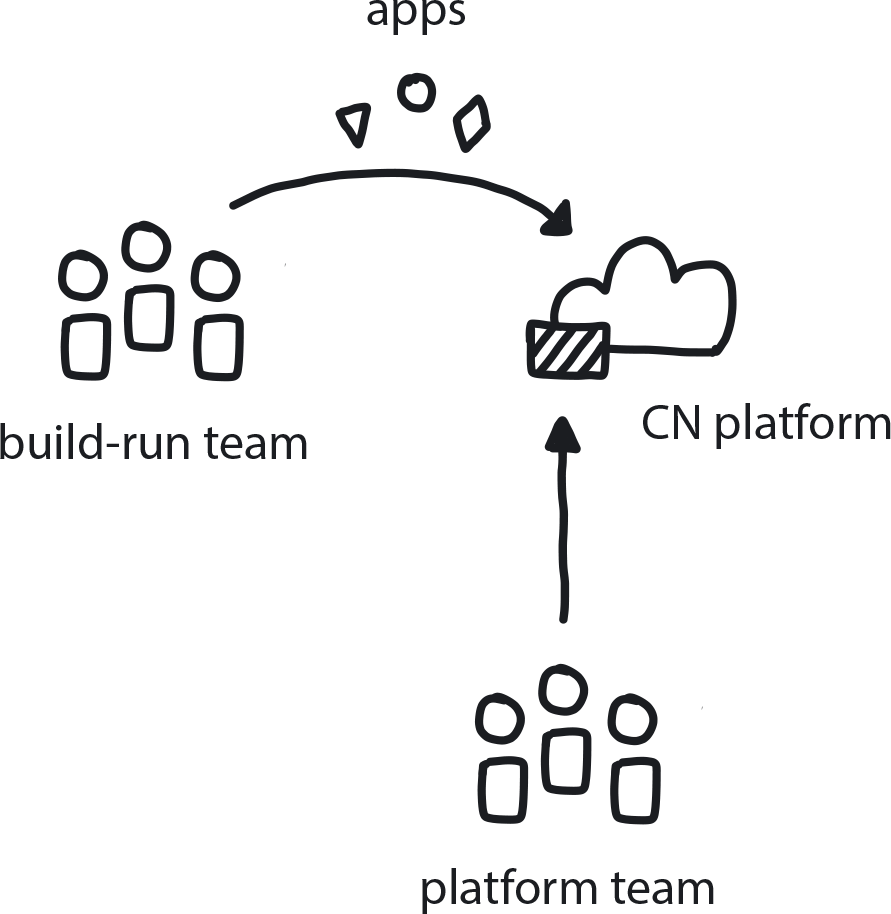 apps
build-run team
CN platform
platform team